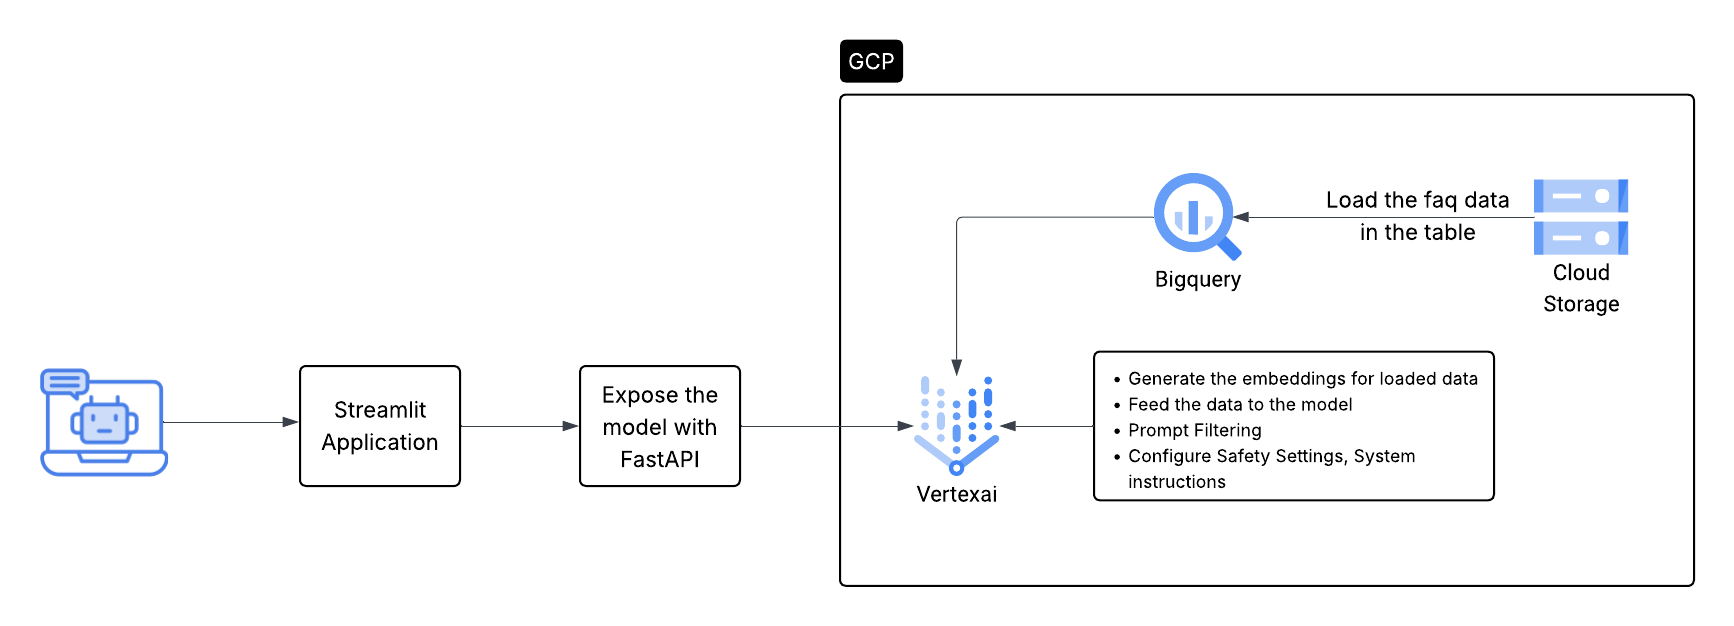 GCP
Load the faq data
in the table
Bigquery
Cloud
Storage
Streamlit
Application
Expose the
model with
FastAPI
Vertexai
• Generate the embeddings for loaded data
• Feed the data to the model
• Prompt Filtering
• Configure Safety Settings, System
instructions